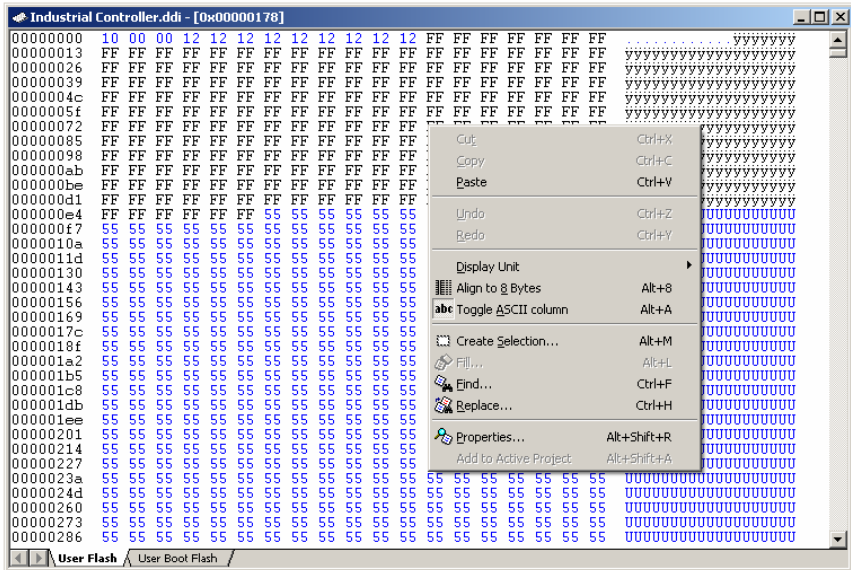 Industrial Controller.ddi - [0x00000178]
00000000 10 00 00 12 12 12 12 12 12 12 12 12 FF FF FF FF FF FF FF ............ÿÿÿÿÿÿÿ
00000013 FF FF FF FF FF FF FF FF FF FF FF FF FF FF FF FF FF FF FF ÿÿÿÿÿÿÿÿÿÿÿÿÿÿÿÿÿÿÿ
00000026 FF FF FF FF FF FF FF FF FF FF FF FF FF FF FF FF FF FF FF ÿÿÿÿÿÿÿÿÿÿÿÿÿÿÿÿÿÿÿ
00000039 FF FF FF FF FF FF FF FF FF FF FF FF FF FF FF FF FF FF FF ÿÿÿÿÿÿÿÿÿÿÿÿÿÿÿÿÿÿÿ
0000004c FF FF FF FF FF FF FF FF FF FF FF FF FF FF FF FF FF FF FF ÿÿÿÿÿÿÿÿÿÿÿÿÿÿÿÿÿÿÿ
0000005f FF FF FF FF FF FF FF FF FF FF FF FF FF FF FF FF FF FF FF ÿÿÿÿÿÿÿÿÿÿÿÿÿÿÿÿÿÿÿ
00000072 FF FF FF FF FF FF FF FF FF FF FF FF ÿÿÿÿÿÿÿÿÿÿ
00000085 FF FF FF FF FF FF FF FF FF FF FF FF ÿÿÿÿÿÿÿÿÿÿ
00000098 FF FF FF FF FF FF FF FF FF FF FF FF ÿÿÿÿÿÿÿÿÿÿ
000000ab FF FF FF FF FF FF FF FF FF FF FF FF ÿÿÿÿÿÿÿÿÿÿ
000000be FF FF FF FF FF FF FF FF FF FF FF FF ÿÿÿÿÿÿÿÿÿÿ
000000d1 FF FF FF FF FF FF FF FF FF FF FF FF ÿÿÿÿÿÿÿÿÿÿ
000000e4 FF FF FF FF FF FF 55 55 55 55 55 55 UUUUUUUUUU
000000f7 55 55 55 55 55 55 55 55 55 55 55 55 UUUUUUUUUU
0000010a 55 55 55 55 55 55 55 55 55 55 55 55 UUUUUUUUUU
0000011d 55 55 55 55 55 55 55 55 55 55 55 55 UUUUUUUUUU
00000130 55 55 55 55 55 55 55 55 55 55 55 55 UUUUUUUUUU
00000143 55 55 55 55 55 55 55 55 55 55 55 55 UUUUUUUUUU
00000156 55 55 55 55 55 55 55 55 55 55 55 55 UUUUUUUUUU
00000169 55 55 55 55 55 55 55 55 55 55 55 55 UUUUUUUUUU
0000017c 55 55 55 55 55 55 55 55 55 55 55 55 UUUUUUUUUU
0000018f 55 55 55 55 55 55 55 55 55 55 55 55 UUUUUUUUUU
000001a2 55 55 55 55 55 55 55 55 55 55 55 55 UUUUUUUUUU
000001b5 55 55 55 55 55 55 55 55 55 55 55 55 UUUUUUUUUU
000001c8 55 55 55 55 55 55 55 55 55 55 55 55 UUUUUUUUUU
000001db 55 55 55 55 55 55 55 55 55 55 55 55 UUUUUUUUUU
000001ee 55 55 55 55 55 55 55 55 55 55 55 55 UUUUUUUUUU
00000201 55 55 55 55 55 55 55 55 55 55 55 55 UUUUUUUUUU
00000214 55 55 55 55 55 55 55 55 55 55 55 55 UUUUUUUUUU
00000227 55 55 55 55 55 55 55 55 55 55 55 55 UUUUUUUUUU
0000023a 55 55 55 55 55 55 55 55 55 55 55 55 55 55 55 55 55 55 55 UUUUUUUUUUUUUUUUUUU
0000024d 55 55 55 55 55 55 55 55 55 55 55 55 55 55 55 55 55 55 55 UUUUUUUUUUUUUUUUUUU
00000260 55 55 55 55 55 55 55 55 55 55 55 55 55 55 55 55 55 55 55 UUUUUUUUUUUUUUUUUUU
00000273 55 55 55 55 55 55 55 55 55 55 55 55 55 55 55 55 55 55 55 UUUUUUUUUUUUUUUUUUU
00000286 55 55 55 55 55 55 55 55 55 55 55 55 55 55 55 55 55 55 55 UUUUUUUUUUUUUUUUUUU
Cut Ctrl+X
Copy Ctrl+C
Paste Ctrl+V
Undo Ctrl+Z
Redo Ctrl+Y
Display Unit
Align to 8 Bytes Alt+8
abc Toggle ASCII column Alt+A
Create Selection... Alt+M
Fill... Alt+L
Find... Ctrl+F
Replace... Ctrl+H
Properties... Alt+Shift+R
Add to Active Project Alt+Shift+A
User Flash User Boot Flash